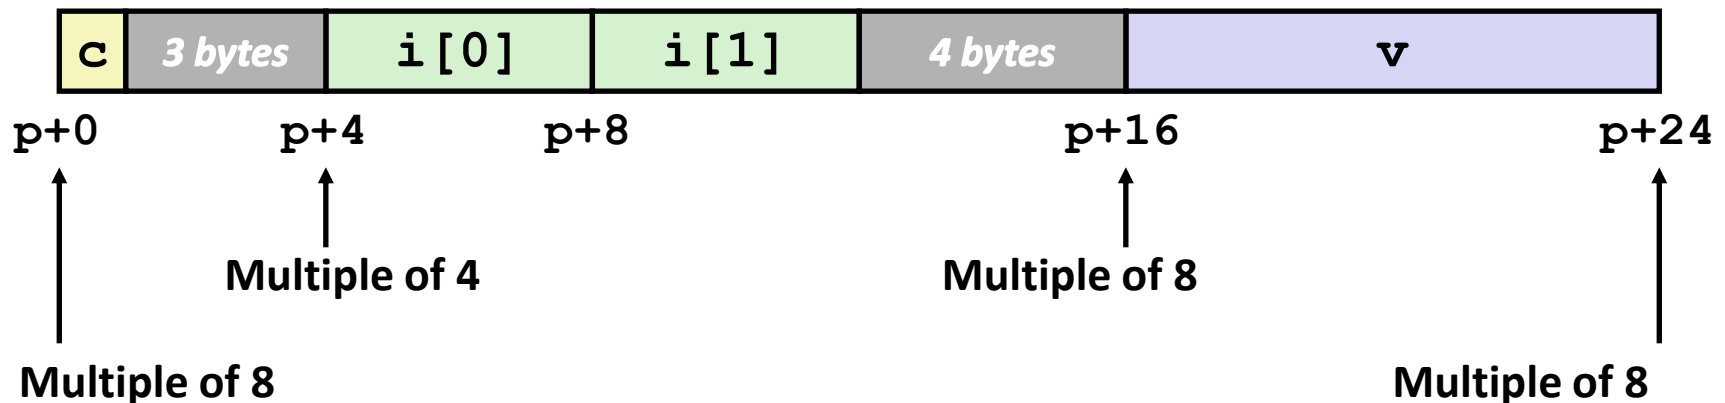 c 3 bytes i[0] i[1] 4 bytes v
p+0 p+4 p+8 p+16 p+24
Multiple of 4 Multiple of 8
Multiple of 8 Multiple of 8